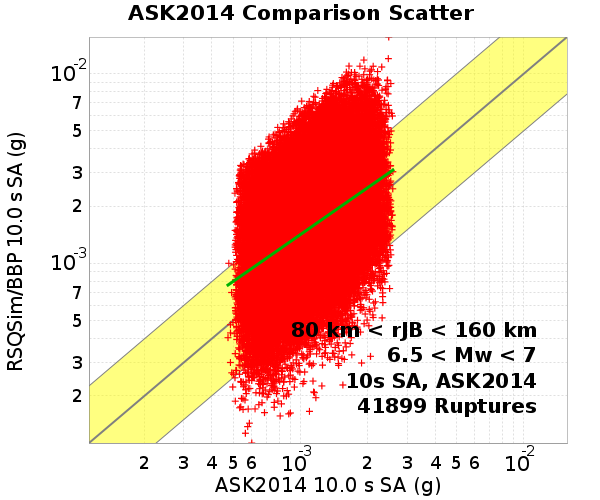 ASK2014 Comparison Scatter
RSQSim/BBP 10.0 s SA (g)
10-2
7
5
3
2
10-3
7
5
3
2
80 km < rJB < 160 km
6.5 < Mw < 7
10s SA, ASK2014
41899 Ruptures
2 3 4 5 6 10-3 2 3 4 5 6 10-2
ASK2014 10.0 s SA (g)